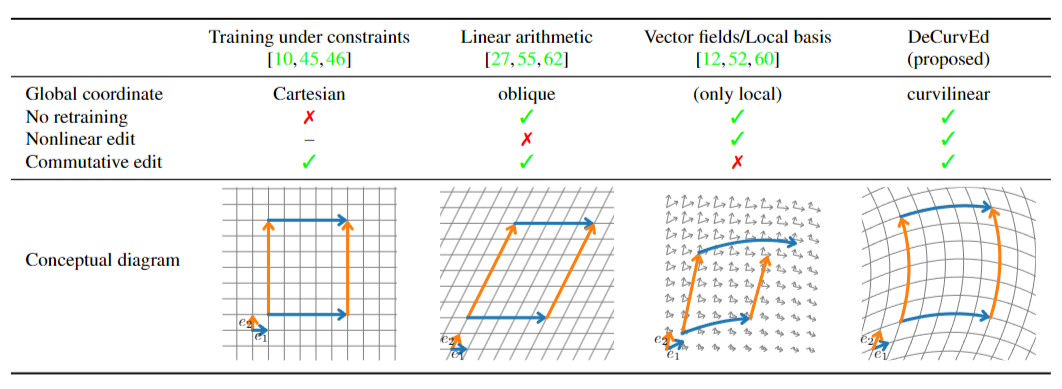 Training under constraints Linear arithmetic Vector fields/Local basis DeCurvEd
[10,45,46] [27,55,62] [12,52,60] (proposed)
Global coordinate Cartesian oblique (only local) curvilinear
No retraining ✗ ✓ ✓ ✓
Nonlinear edit – ✗ ✓ ✓
Commutative edit ✓ ✓ ✗ ✓
Conceptual diagram
e2 e2 e2 e2
e1 e1 e1 e1